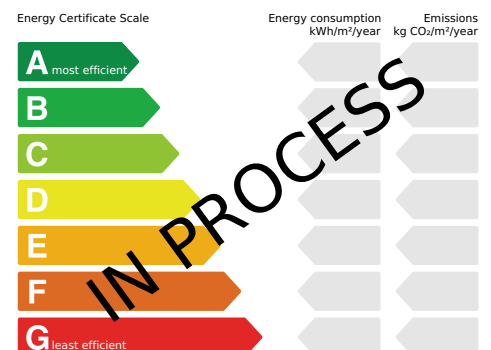 Energy Certificate Scale
Energy consumption
kWh/m²/year
Emissions
kg CO₂/m²/year
A most efficient
B
C
D
E
F
G least efficient
IN PROCESS